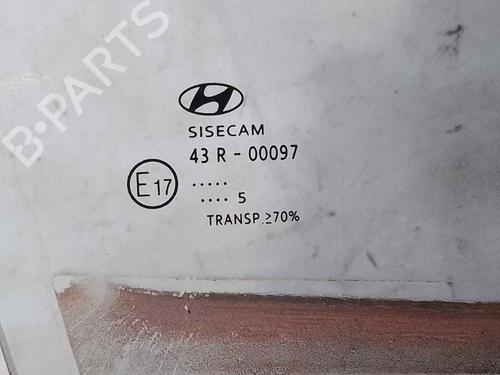 B-PARTS
SISECAM
43 R - 00097
E17
.....
.... 5
TRANSP.≥70%